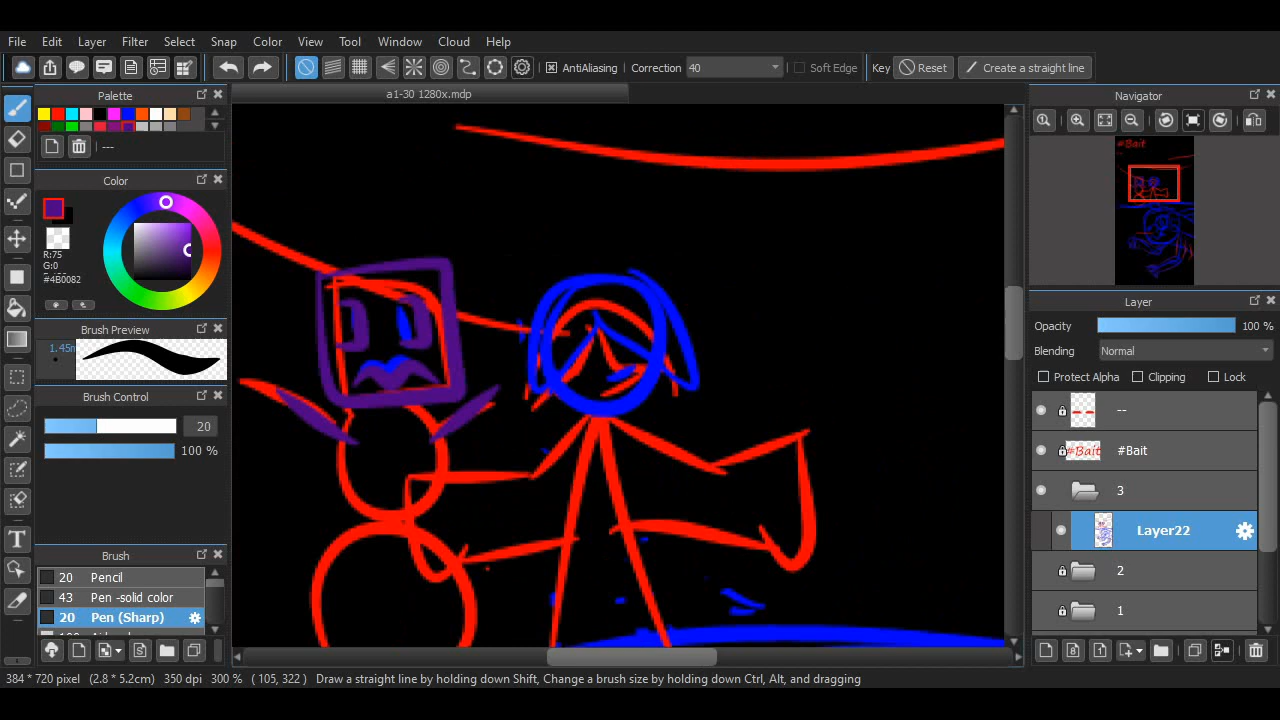 File Edit Layer Filter Select Snap Color View Tool Window Cloud Help
AntiAliasing Correction 40 Soft Edge Key Reset Create a straight line
Palette
a1-30 1280x.mdp
Navigator
---
#Bait
Color
R:75
G:0
#4B0082
Layer
Brush Preview
Opacity 100 %
1.45m
Blending Normal
Protect Alpha Clipping Lock
Brush Control
20
--
100 %
#Bait #Bait
3
Layer22
Brush
20 Pencil
2
43 Pen -solid color
20 Pen (Sharp)
1
384 * 720 pixel (2.8 * 5.2cm) 350 dpi 300 % ( 105, 322 ) Draw a straight line by holding down Shift, Change a brush size by holding down Ctrl, Alt, and dragging